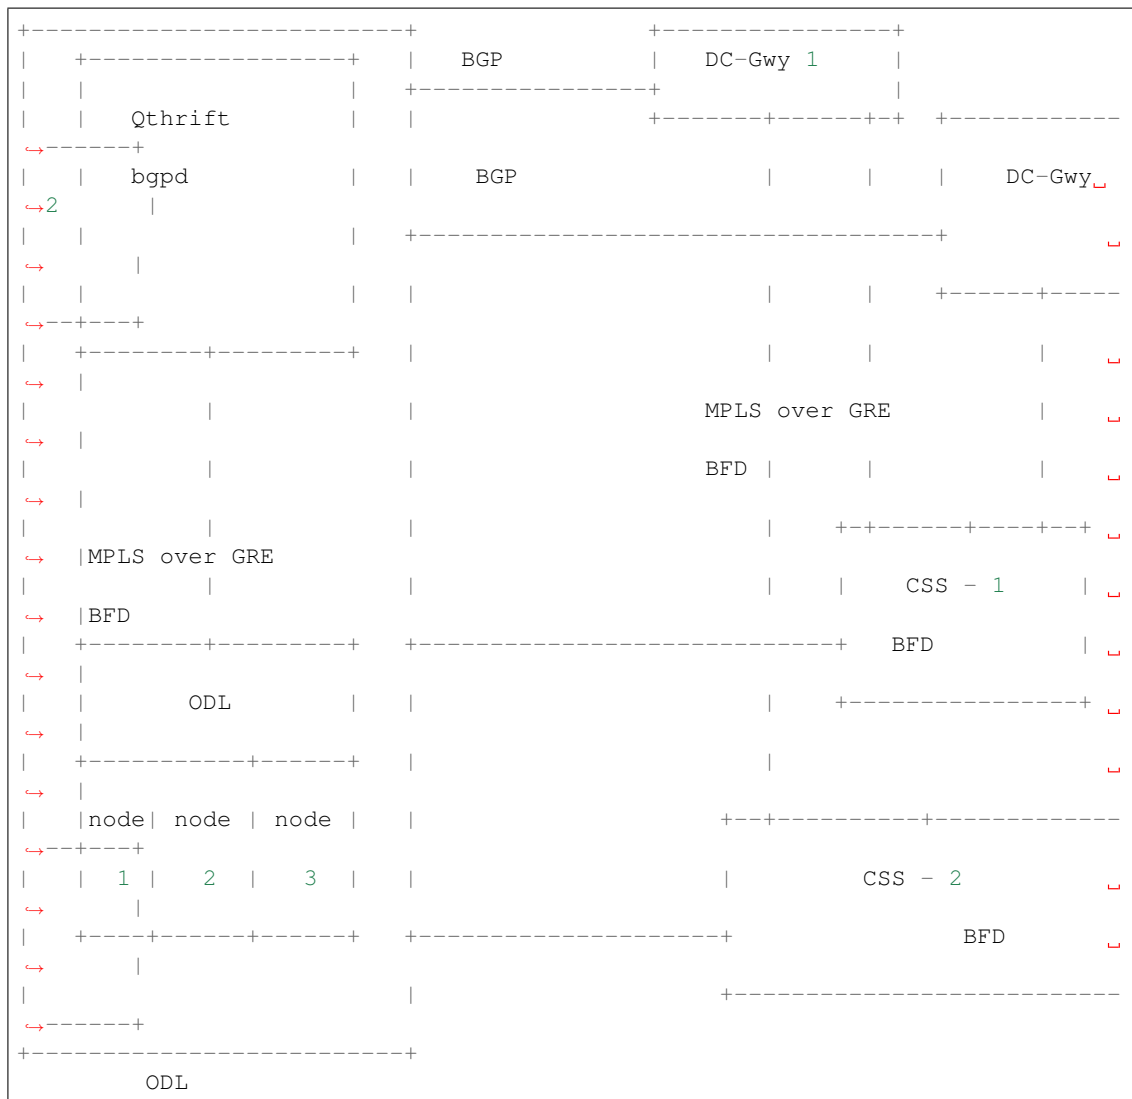 +--------------------------+                +----------------+
|   +-------------------+   |   BGP          |   DC-Gwy 1     |
|   |                   |   +----------------+                |
|   |   Qthrift         |   |                +-------+------+-+  +------------
↪------+
|   |   bgpd            |   |    BGP                 |      |    |    DC-Gwy␣
↪2      |
|   |                   |   +------------------------------------+           ␣
↪      |
|   |                   |   |                        |      |    +------+-----
↪--+---+
|   +--------+---------+   |                        |      |           |    ␣
↪  |
|            |             |                    MPLS over GRE          |    ␣
↪  |
|            |             |                    BFD |      |           |    ␣
↪  |
|            |             |                        |    +-+------+----+--+ ␣
↪  |MPLS over GRE
|            |             |                        |    |    CSS - 1     | ␣
↪  |BFD
|   +--------+---------+   +-----------------------------+   BFD          | ␣
↪  |
|   |       ODL        |   |                        |    +----------------+ ␣
↪  |
|   +-----------+------+   |                        |                       ␣
↪  |
|   |node| node | node |   |                     +--+----------+-------------
↪--+---+
|   |  1 |   2  |   3  |   |                     |         CSS - 2          ␣
↪      |
|   +----+------+------+   +---------------------+                BFD       ␣
↪      |
|                          |                     +---------------------------
↪------+
+--------------------------+
         ODL